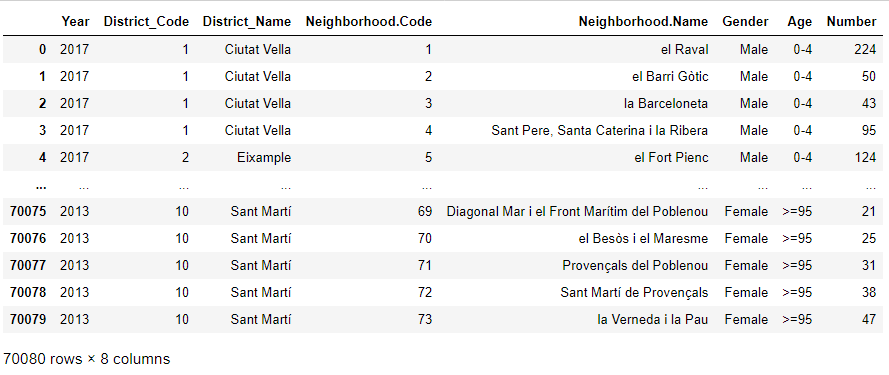 Year District_Code District_Name Neighborhood.Code Neighborhood.Name Gender Age Number
0 2017 1 Ciutat Vella 1 el Raval Male 0-4 224
1 2017 1 Ciutat Vella 2 el Barri Gòtic Male 0-4 50
2 2017 1 Ciutat Vella 3 la Barceloneta Male 0-4 43
3 2017 1 Ciutat Vella 4 Sant Pere, Santa Caterina i la Ribera Male 0-4 95
4 2017 2 Eixample 5 el Fort Pienc Male 0-4 124
... ... ... ... ... ... ... ... ...
70075 2013 10 Sant Martí 69 Diagonal Mar i el Front Marítim del Poblenou Female >=95 21
70076 2013 10 Sant Martí 70 el Besòs i el Maresme Female >=95 25
70077 2013 10 Sant Martí 71 Provençals del Poblenou Female >=95 31
70078 2013 10 Sant Martí 72 Sant Martí de Provençals Female >=95 38
70079 2013 10 Sant Martí 73 la Verneda i la Pau Female >=95 47
70080 rows × 8 columns